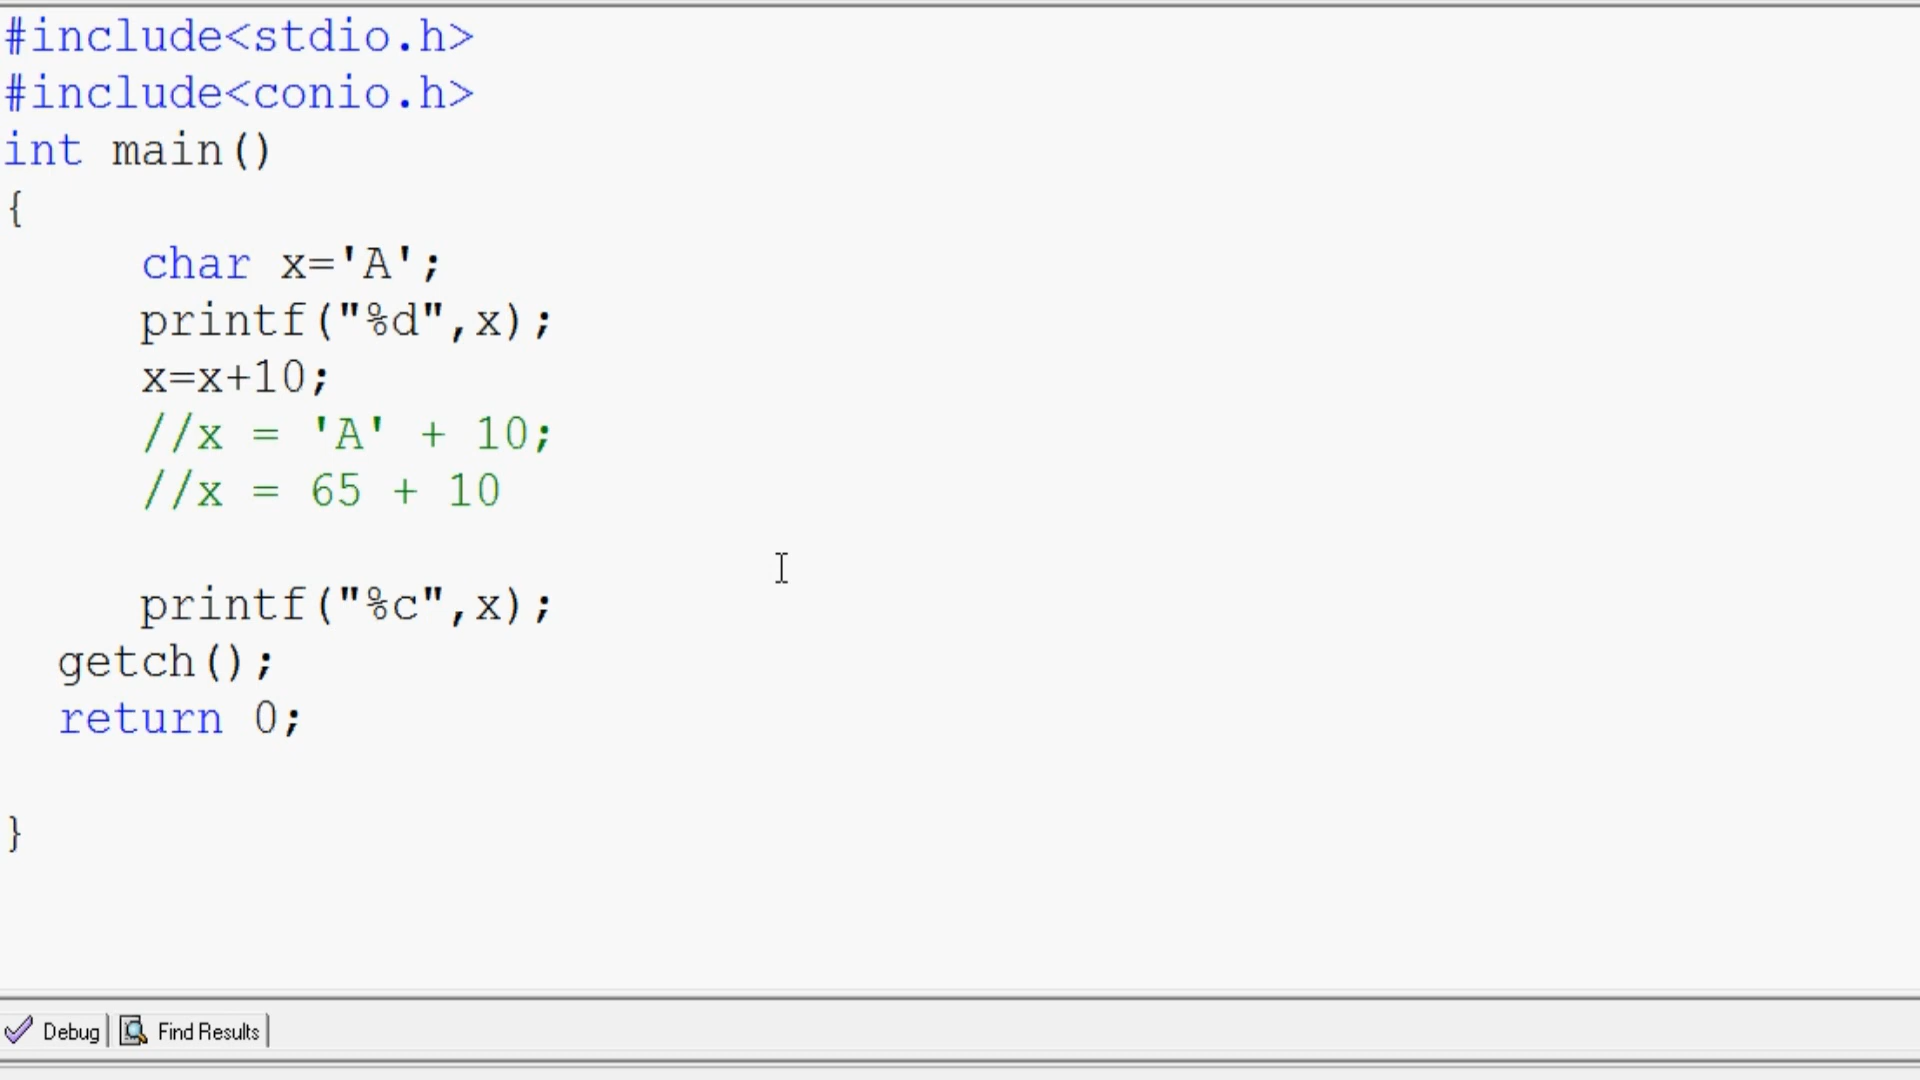 #include<stdio.h>
#include<conio.h>
int main()
{
char x='A';
printf("%d",x);
x=x+10;
//x = 'A' + 10;
//x = 65 + 10
printf("%c",x);
getch();
return 0;
}
Debug
Find Results